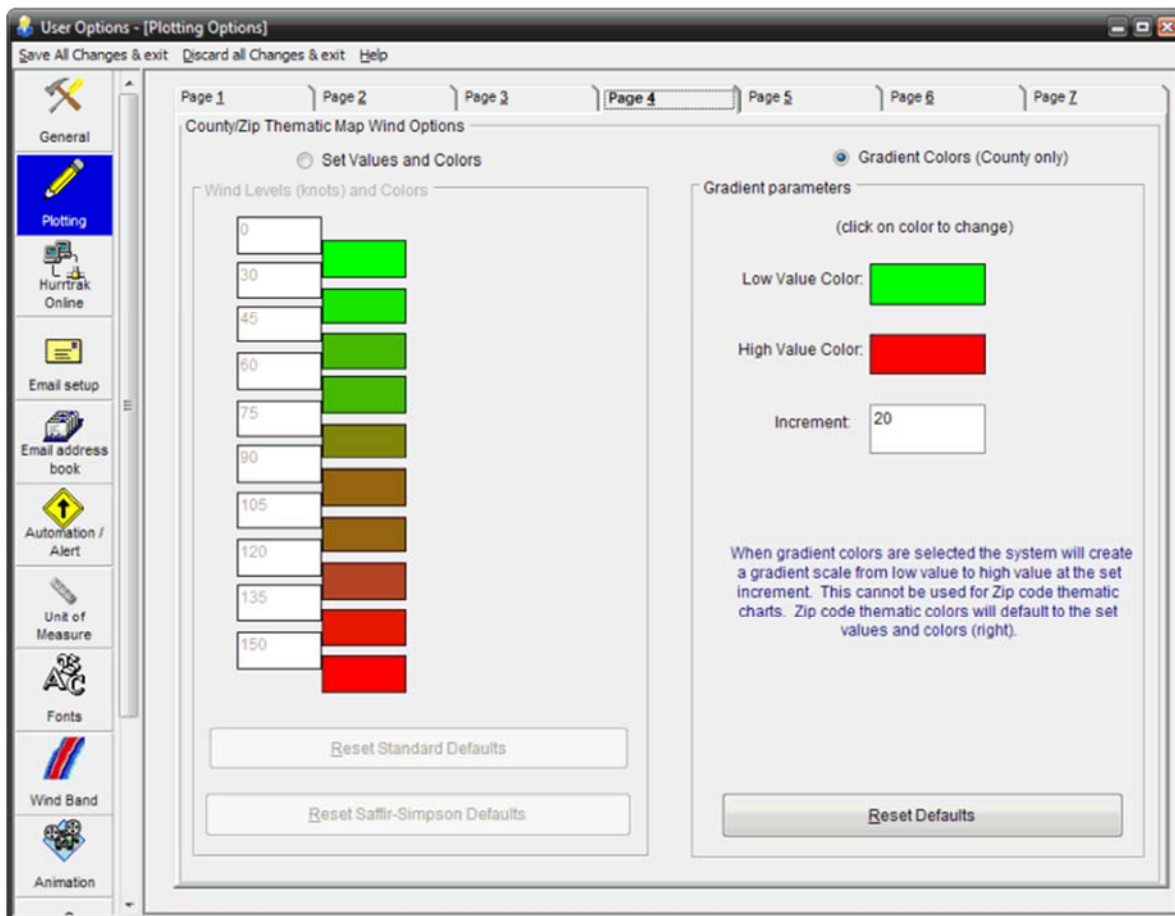 User Options - [Plotting Options]
Save All Changes & exit Discard all Changes & exit Help
General
Plotting
Hurrtrak
Online
Email setup
Email address
book
Automation /
Alert
Unit of
Measure
Fonts
Wind Band
Animation
Page 1 Page 2 Page 3 Page 4 Page 5 Page 6 Page 7
County/Zip Thematic Map Wind Options
Set Values and Colors
Wind Levels (knots) and Colors
0
30
45
60
75
90
105
120
135
150
Reset Standard Defaults
Reset Saffir-Simpson Defaults
Gradient Colors (County only)
Gradient parameters
(click on color to change)
Low Value Color:
High Value Color:
Increment: 20
When gradient colors are selected the system will create
a gradient scale from low value to high value at the set
increment. This cannot be used for Zip code thematic
charts. Zip code thematic colors will default to the set
values and colors (right).
Reset Defaults